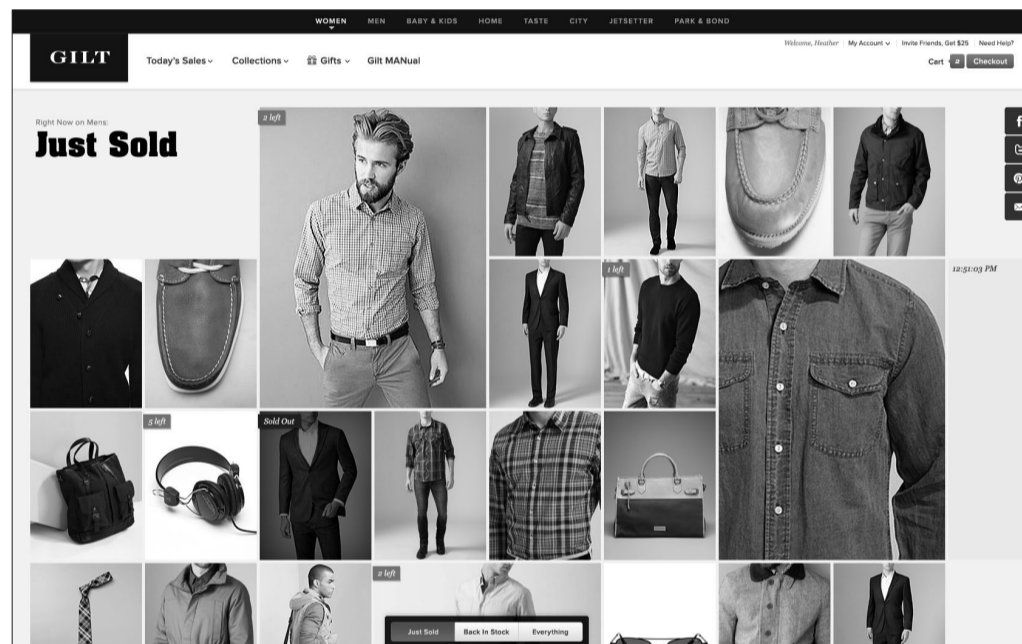 WOMEN MEN BABY & KIDS HOME TASTE CITY JETSETTER PARK & BOND
GILT
Welcome, Heather My Account Invite Friends, Get $25 Need Help?
Today's Sales Collections Gifts Gilt MANual
Cart 2 Checkout
Right Now on Mens:
Just Sold
2 left
1 left
12:51:03 PM
5 left
Sold Out
2 left
Just Sold Back In Stock Everything